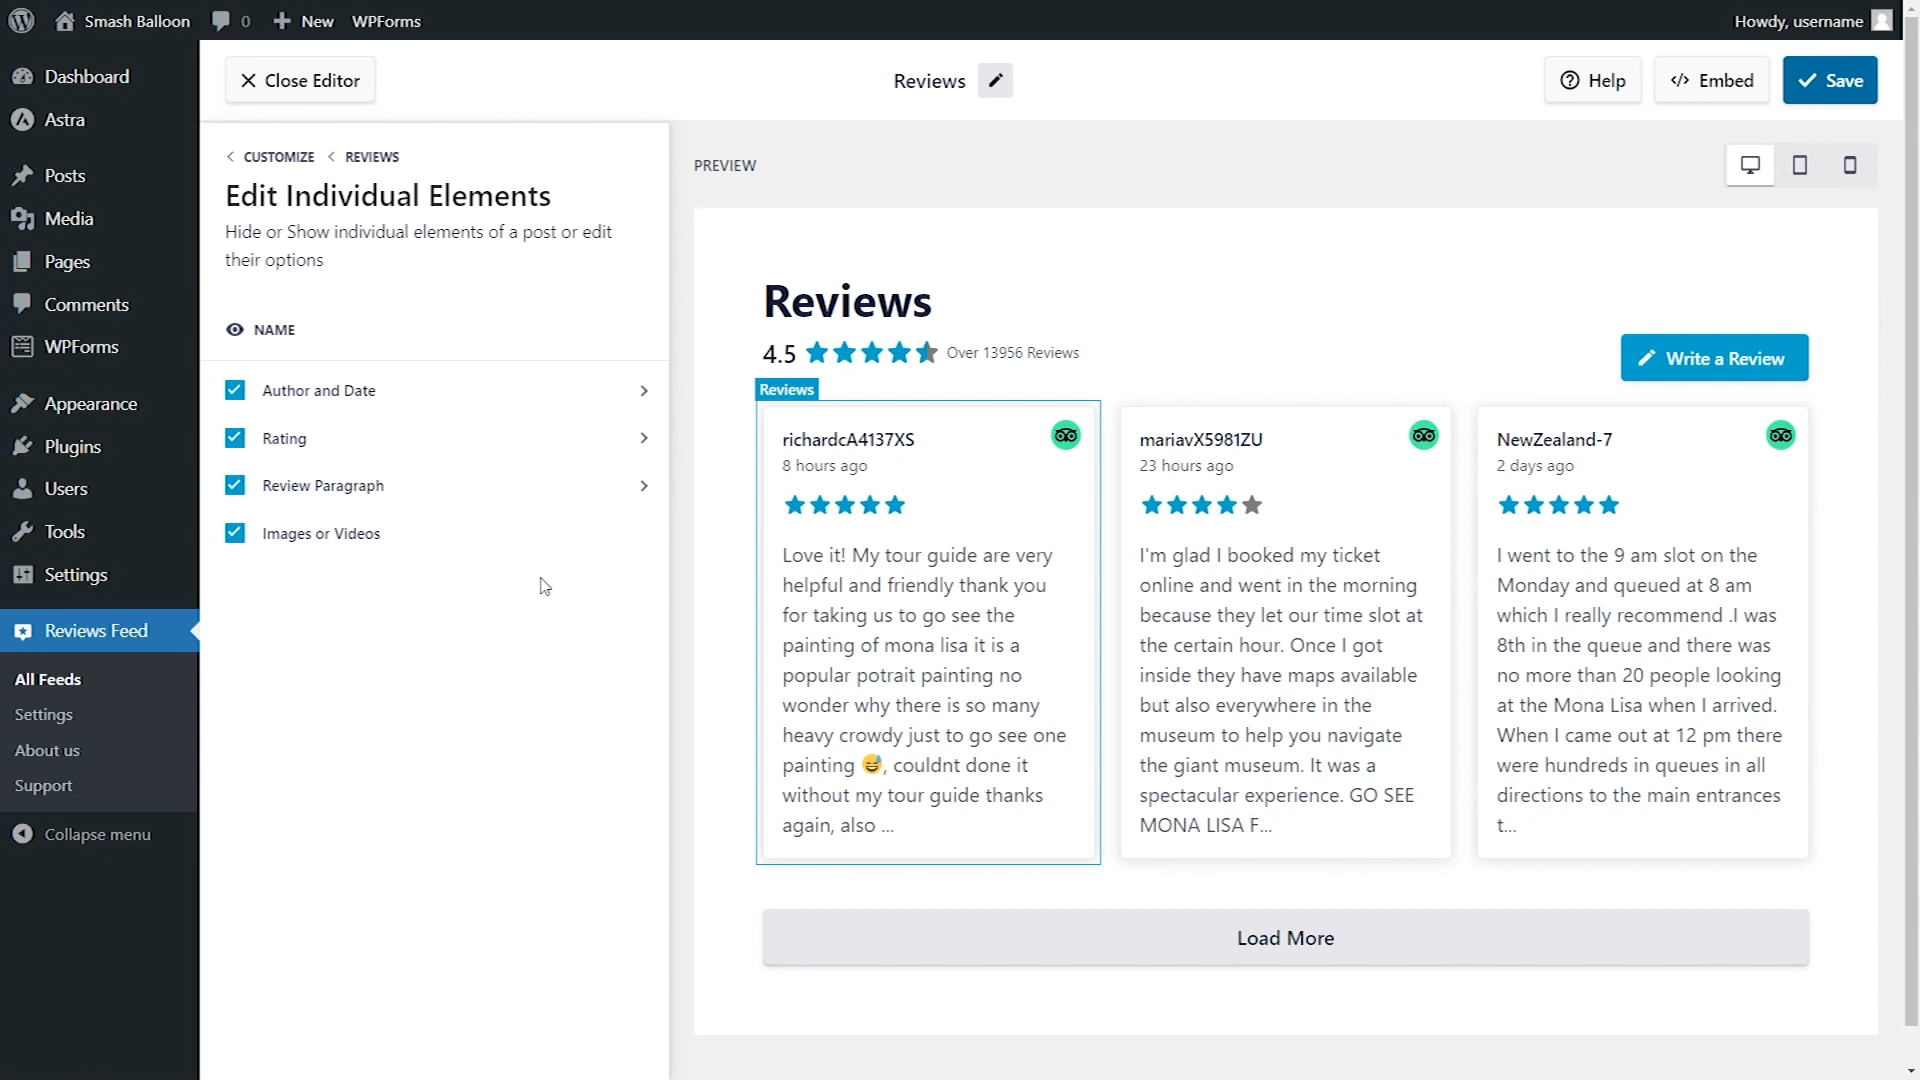 Smash Balloon
0
New
WPForms
Howdy, username
Dashboard
Astra
Posts
Media
Pages
Comments
WPForms
Appearance
Plugins
Users
Tools
Settings
Reviews Feed
All Feeds
Settings
About us
Support
Collapse menu
Close Editor
Reviews
Help
Embed
Save
CUSTOMIZE
REVIEWS
Edit Individual Elements
Hide or Show individual elements of a post or edit
their options
NAME
Author and Date
Rating
Review Paragraph
Images or Videos
PREVIEW
Reviews
4.5
Over 13956 Reviews
Write a Review
Reviews
richardcA4137XS
8 hours ago
Love it! My tour guide are very
helpful and friendly thank you
for taking us to go see the
painting of mona lisa it is a
popular potrait painting no
wonder why there is so many
heavy crowdy just to go see one
painting 😅, couldnt done it
without my tour guide thanks
again, also ...
mariavX5981ZU
23 hours ago
I'm glad I booked my ticket
online and went in the morning
because they let our time slot at
the certain hour. Once I got
inside they have maps available
but also everywhere in the
museum to help you navigate
the giant museum. It was a
spectacular experience. GO SEE
MONA LISA F...
NewZealand-7
2 days ago
I went to the 9 am slot on the
Monday and queued at 8 am
which I really recommend .I was
8th in the queue and there was
no more than 20 people looking
at the Mona Lisa when I arrived.
When I came out at 12 pm there
were hundreds in queues in all
directions to the main entrances
t...
Load More